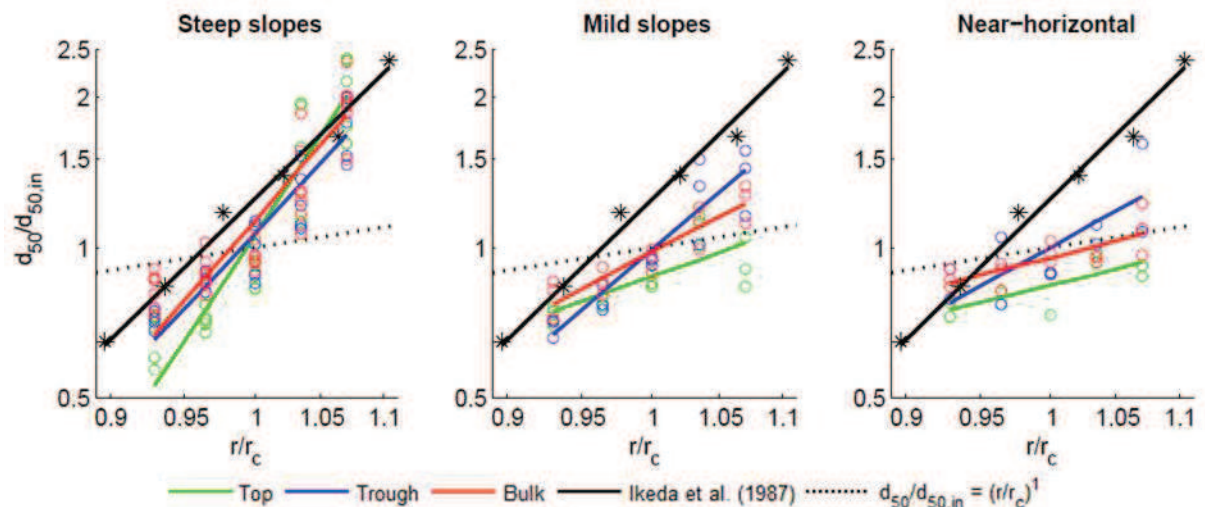 Steep slopes
Mild slopes
Near-horizontal
d50/d50,in
2.5
2
1.5
1
0.5
0.9 0.95 1 1.05 1.1
r/rc
2.5
2
1.5
1
0.5
0.9 0.95 1 1.05 1.1
r/rc
2.5
2
1.5
1
0.5
0.9 0.95 1 1.05 1.1
r/rc
Top Trough Bulk Ikeda et al. (1987) d50/d50,in = (r/rc)^1